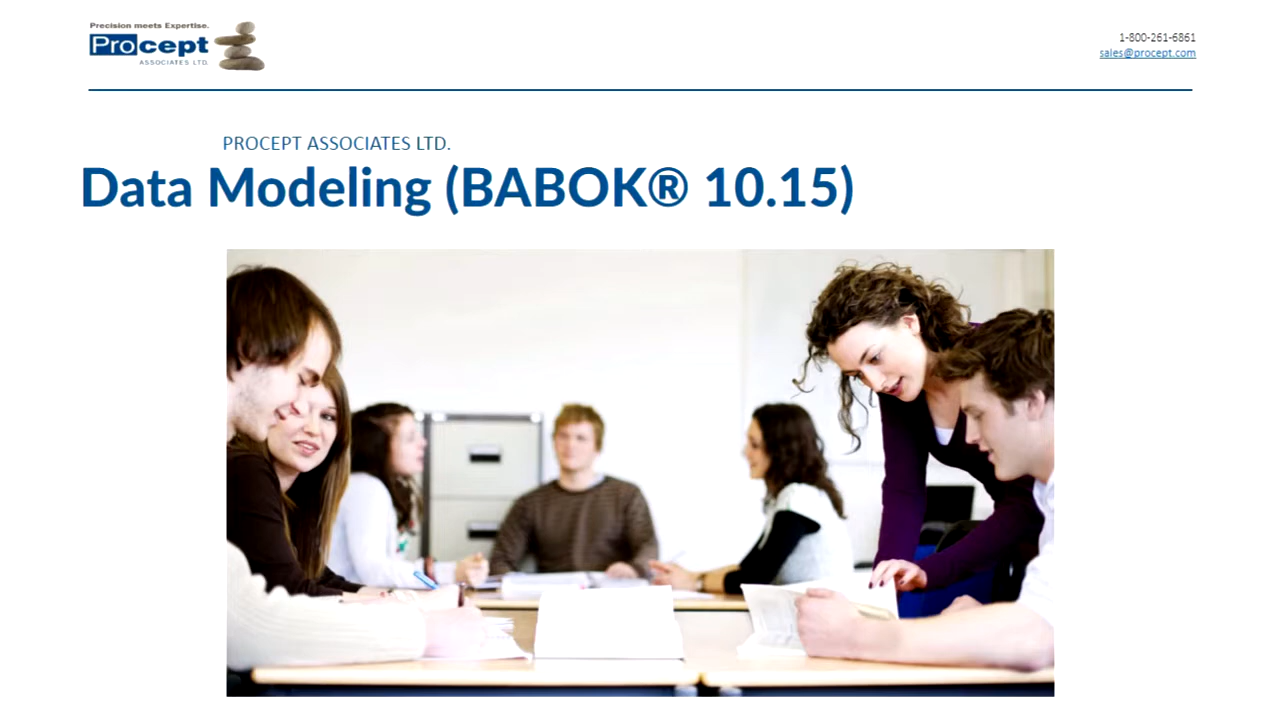 Precision meets Expertise.
Procept
ASSOCIATES LTD.
1-800-261-6861
sales@procept.com
PROCEPT ASSOCIATES LTD.
Data Modeling (BABOK® 10.15)